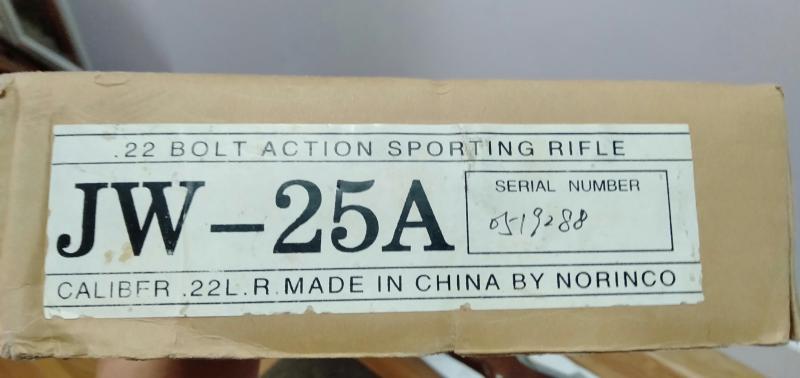 .22 BOLT ACTION SPORTING RIFLE
JW-25A
SERIAL NUMBER
0519288
CALIBER .22L.R.MADE IN CHINA BY NORINCO